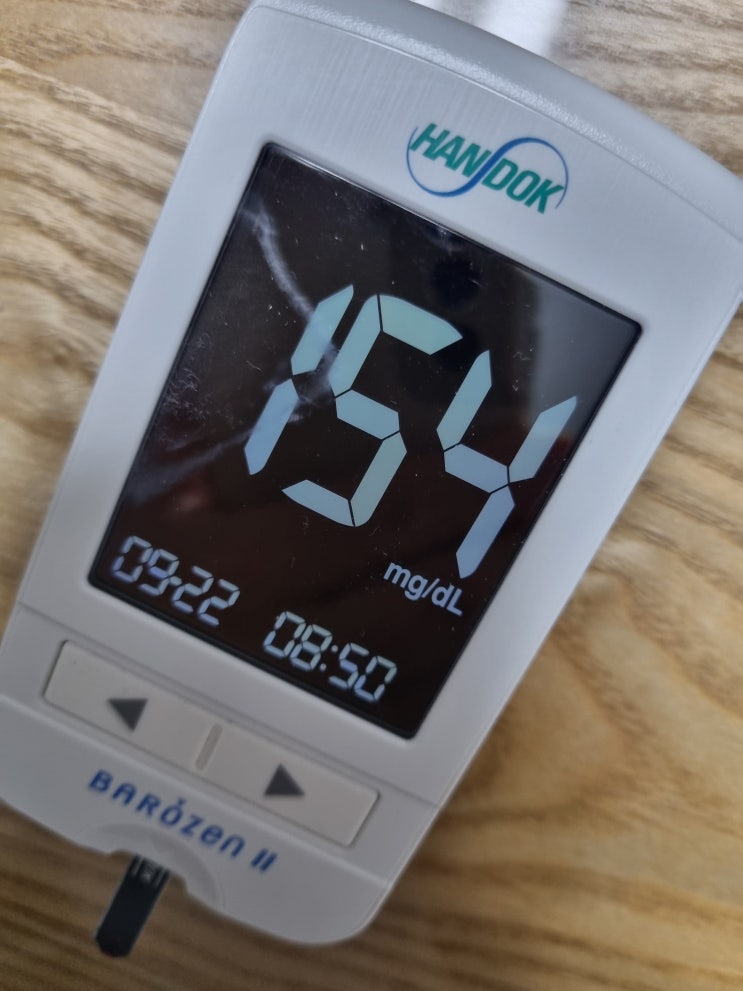 HANDOK
154
mg/dL
09-22 08:50
◀ ▶
BARÓZEN II